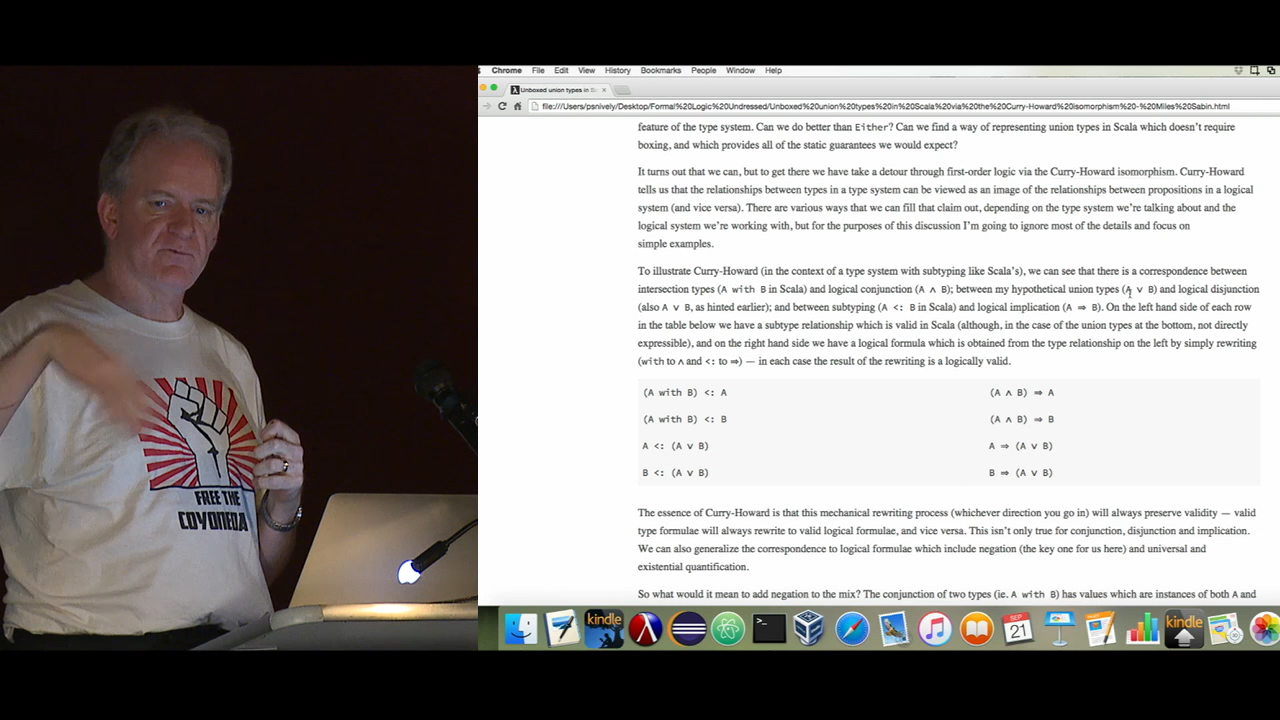 FREE THE
COYONEDA
Chrome File Edit View History Bookmarks People Window Help
Unboxed union types in S
file:///Users/psnively/Desktop/Formal%20Logic%20Undressed/Unboxed%20union%20types%20in%20Scala%20via%20the%20Curry-Howard%20isomorphism%20-%20Miles%20Sabin.html
feature of the type system. Can we do better than Either? Can we find a way of representing union types in Scala which doesn't require
boxing, and which provides all of the static guarantees we would expect?
It turns out that we can, but to get there we have take a detour through first-order logic via the Curry-Howard isomorphism. Curry-Howard
tells us that the relationships between types in a type system can be viewed as an image of the relationships between propositions in a logical
system (and vice versa). There are various ways that we can fill that claim out, depending on the type system we're talking about and the
logical system we're working with, but for the purposes of this discussion I'm going to ignore most of the details and focus on
simple examples.
To illustrate Curry-Howard (in the context of a type system with subtyping like Scala's), we can see that there is a correspondence between
intersection types (A with B in Scala) and logical conjunction (A ∧ B); between my hypothetical union types (A ∨ B) and logical disjunction
(also A ∨ B, as hinted earlier); and between subtyping (A <: B in Scala) and logical implication (A ⇒ B). On the left hand side of each row
in the table below we have a subtype relationship which is valid in Scala (although, in the case of the union types at the bottom, not directly
expressible), and on the right hand side we have a logical formula which is obtained from the type relationship on the left by simply rewriting
(with to ∧ and <: to ⇒) — in each case the result of the rewriting is a logically valid.
(A with B) <: A (A ∧ B) ⇒ A
(A with B) <: B (A ∧ B) ⇒ B
A <: (A ∨ B) A ⇒ (A ∨ B)
B <: (A ∨ B) B ⇒ (A ∨ B)
The essence of Curry-Howard is that this mechanical rewriting process (whichever direction you go in) will always preserve validity — valid
type formulae will always rewrite to valid logical formulae, and vice versa. This isn't only true for conjunction, disjunction and implication.
We can also generalize the correspondence to logical formulae which include negation (the key one for us here) and universal and
existential quantification.
So what would it mean to add negation to the mix? The conjunction of two types (ie. A with B) has values which are instances of both A and
kindle
SEP
21
kindle